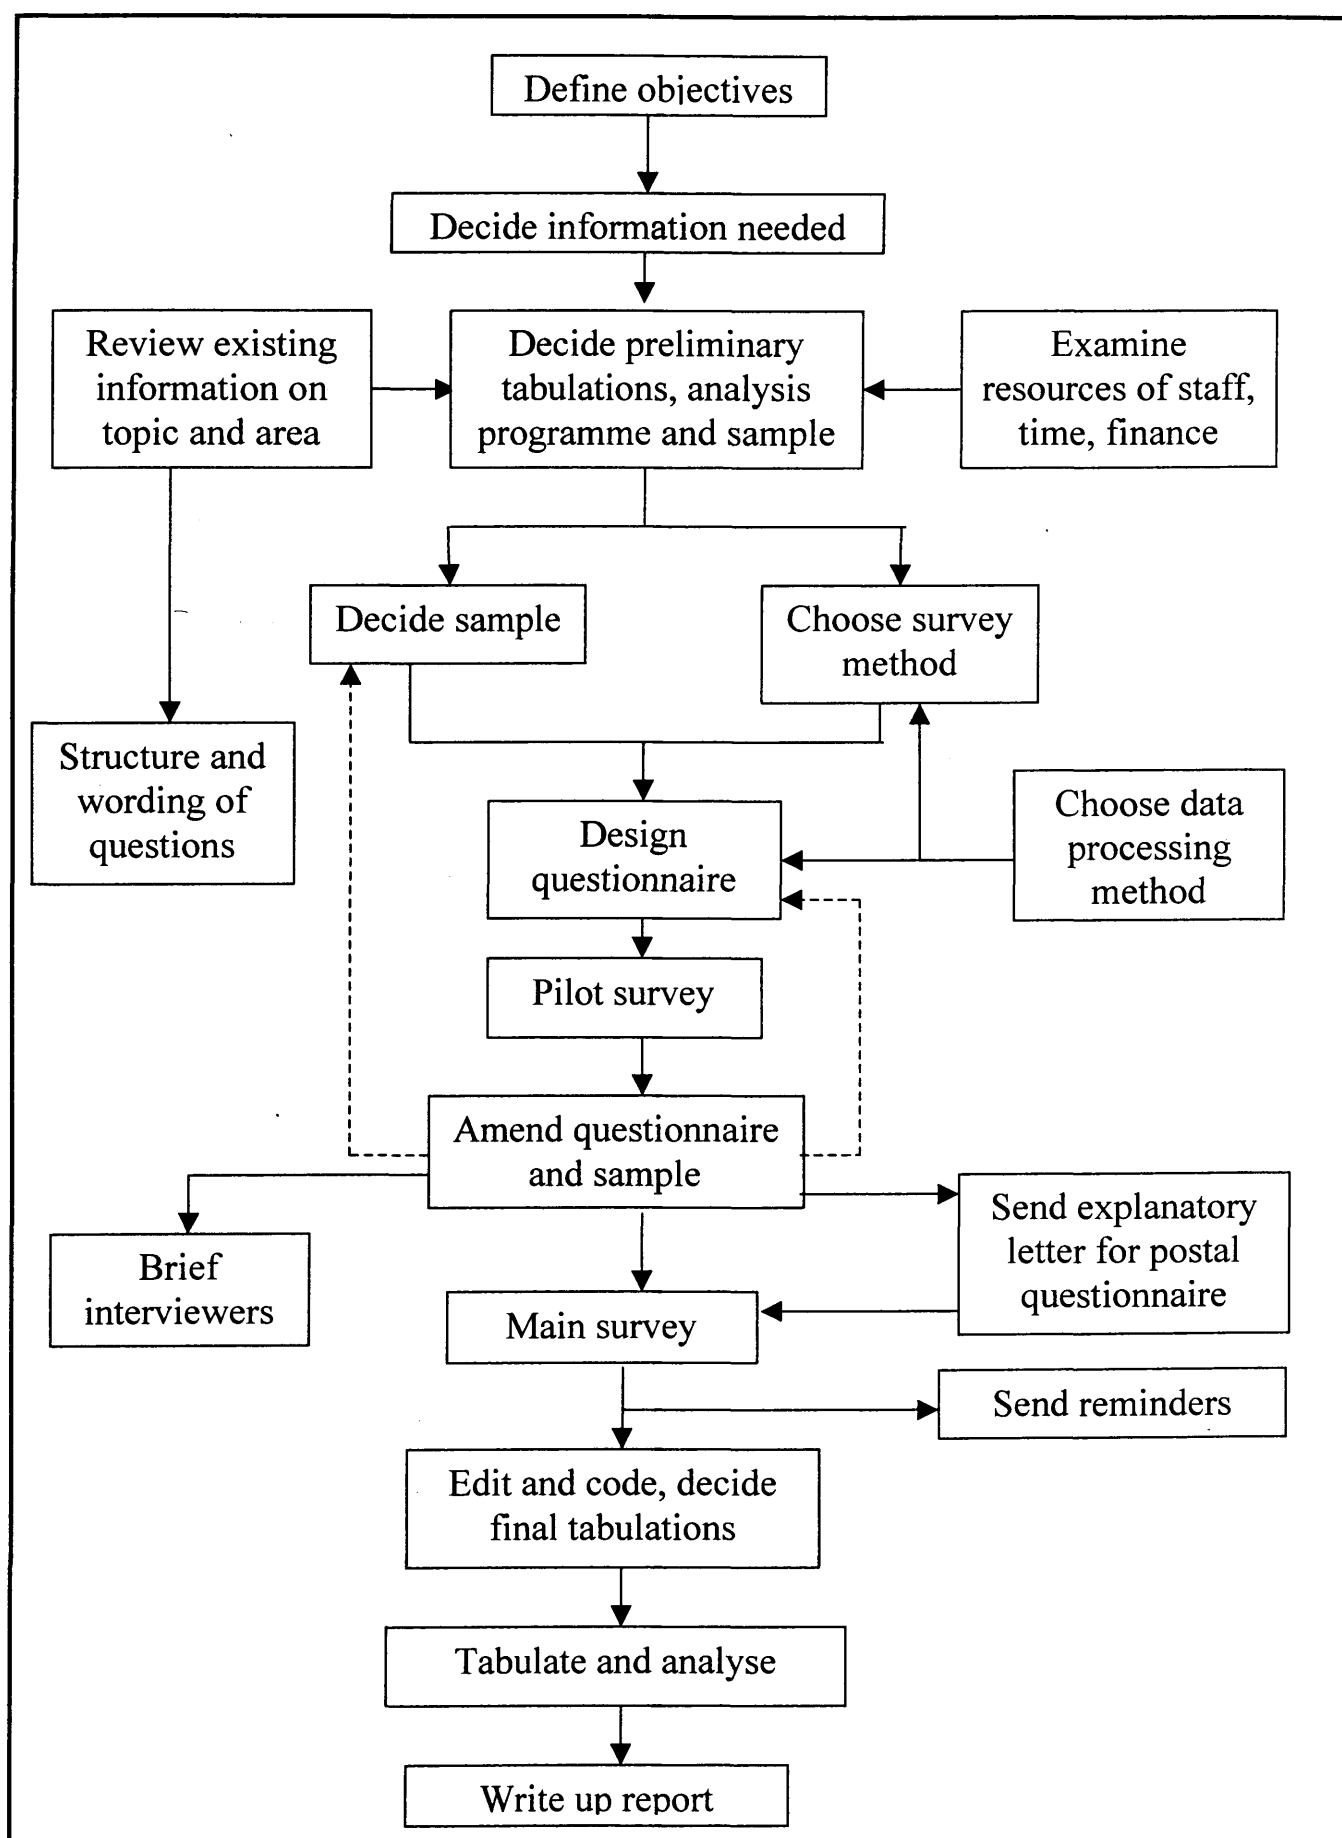 Define objectives
Decide information needed
Review existing
information on
topic and area
Decide preliminary
tabulations, analysis
programme and sample
Examine
resources of staff,
time, finance
Decide sample
Choose survey
method
Structure and
wording of
questions
Design
questionnaire
Choose data
processing
method
Pilot survey
Amend questionnaire
and sample
Brief
interviewers
Send explanatory
letter for postal
questionnaire
Main survey
Send reminders
Edit and code, decide
final tabulations
Tabulate and analyse
Write up report